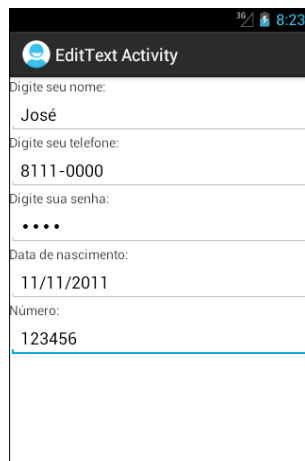 3G 8:23
EditText Activity
Digite seu nome:
José
Digite seu telefone:
8111-0000
Digite sua senha:
••••
Data de nascimento:
11/11/2011
Número:
123456